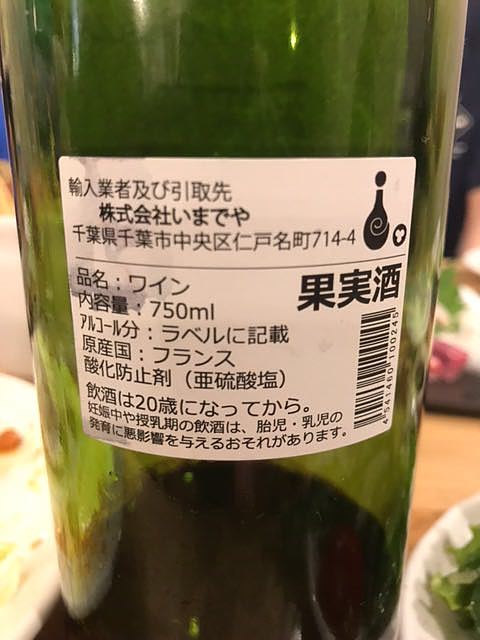 輸入業者及び引取先
株式会社いまでや
千葉県千葉市中央区仁戸名町714-4
品名：ワイン
果実酒
内容量：750ml
ｱﾙｺｰﾙ分：ラベルに記載
原産国：フランス
酸化防止剤（亜硫酸塩）
飲酒は20歳になってから。
妊娠中や授乳期の飲酒は、胎児・乳児の
発育に悪影響を与えるおそれがあります。
4541460100245